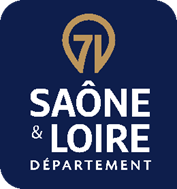 71
SAÔNE
& LOIRE
DÉPARTEMENT